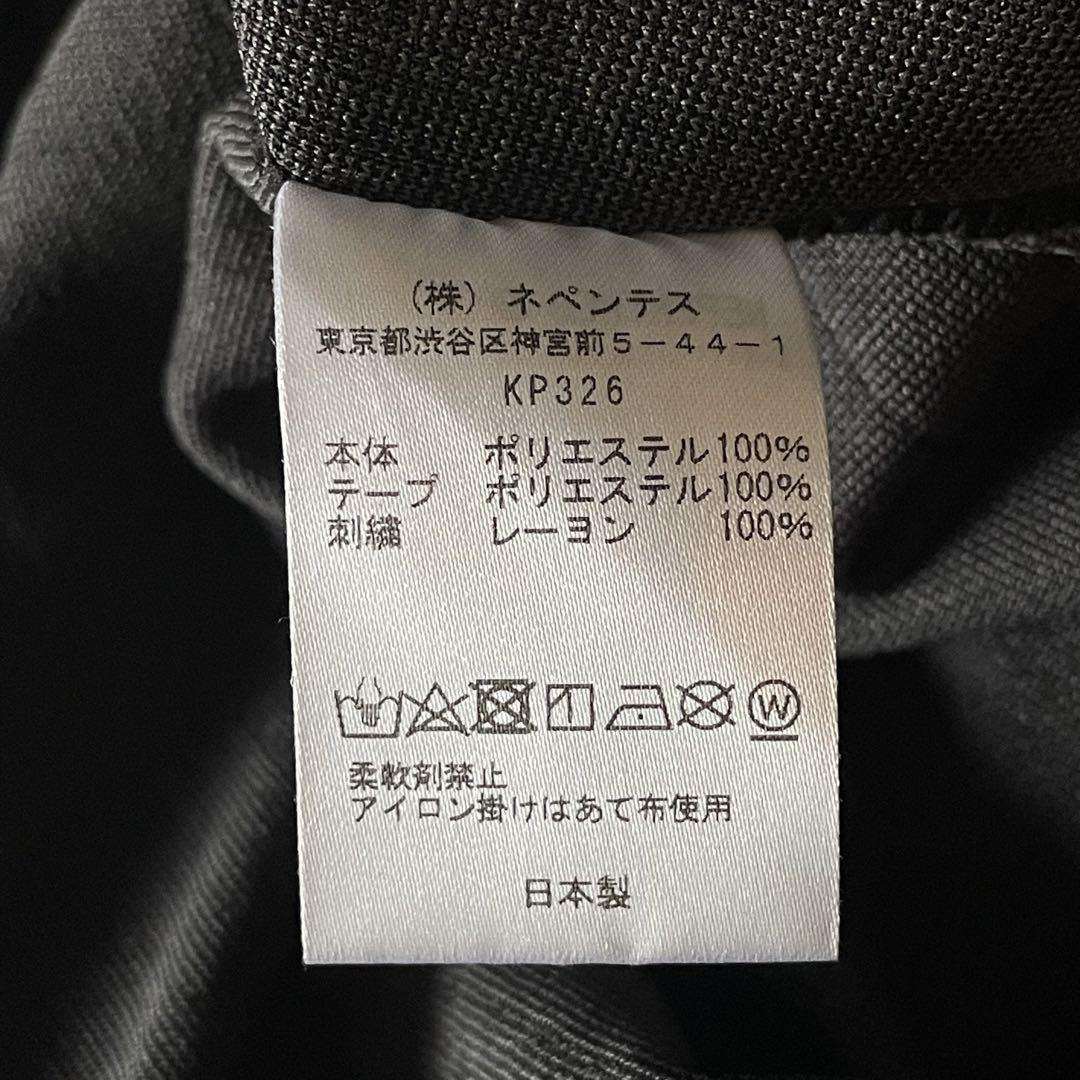 (株) ネペンテス
東京都渋谷区神宮前5-44-1
KP326
本体 ポリエステル100%
テープ ポリエステル100%
刺繍 レーヨン 100%
W
柔軟剤禁止
アイロン掛けはあて布使用
日本製